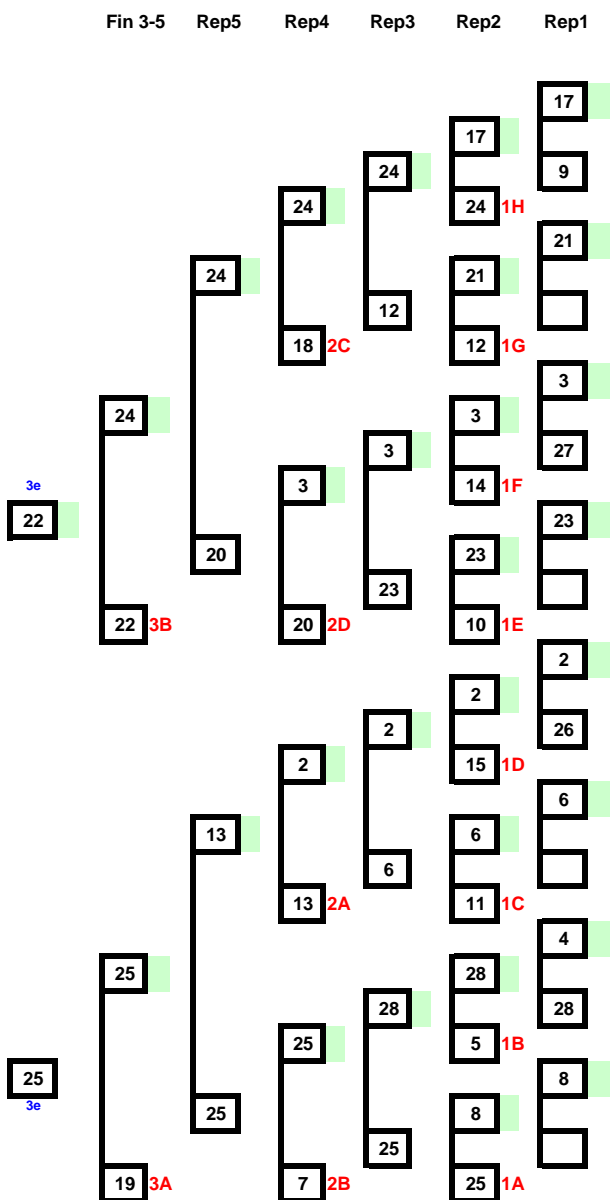 Fin 3-5 Rep5 Rep4 Rep3 Rep2 Rep1
17
17
24 9
24 24 1H
21
24 21
12
18 2C 12 1G
3
24 3
3 27
3e 3 14 1F
22 23
20 23
23
22 3B 20 2D 10 1E
2
2
2 26
2 15 1D
6
13 6
6
13 2A 11 1C
4
25 28
28 28
25 5 1B
25 8
3e 25 8
25
19 3A 7 2B 25 1A